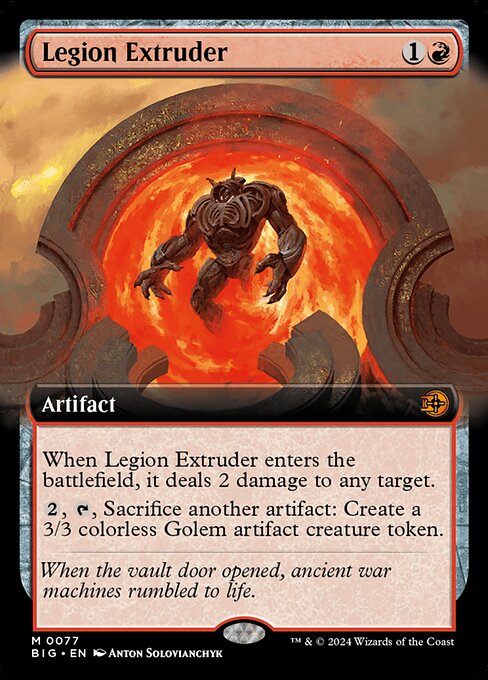 Legion Extruder 1
Artifact
When Legion Extruder enters the
battlefield, it deals 2 damage to any target.
2, , Sacrifice another artifact: Create a
3/3 colorless Golem artifact creature token.
When the vault door opened, ancient war
machines rumbled to life.
M 0077
™ & © 2024 Wizards of the Coast
BIG • EN Anton Solovianchyk